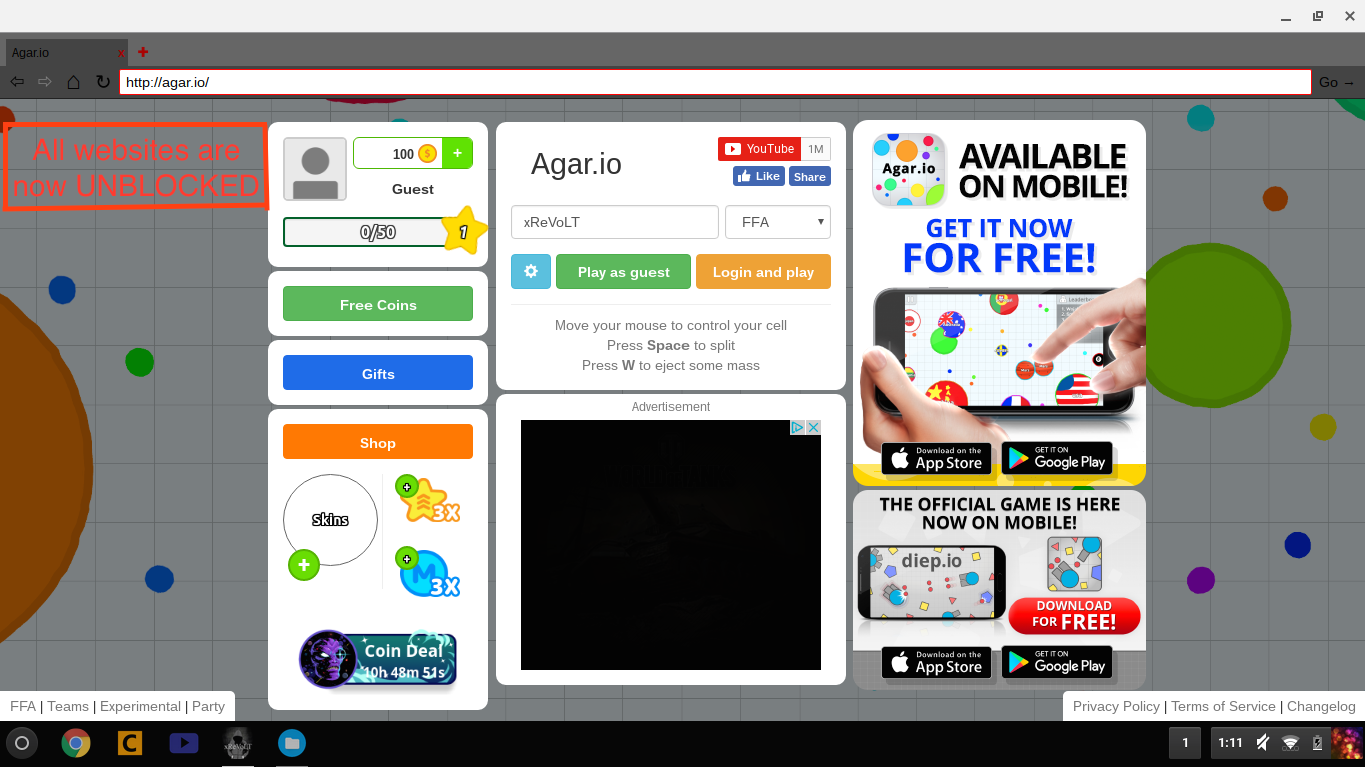 Agar.io x +
http://agar.io/
Go →
All websites are
now UNBLOCKED
100 $ +
Guest
0/50 1
Free Coins
Gifts
Shop
Skins
+
3X
M 3X
Coin Deal
10h 48m 51s
Agar.io
YouTube 1M
Like Share
xReVoLT FFA
Play as guest Login and play
Move your mouse to control your cell
Press Space to split
Press W to eject some mass
Advertisement
Agar.io
AVAILABLE
ON MOBILE!
GET IT NOW
FOR FREE!
Download on the
App Store
GET IT ON
Google Play
THE OFFICIAL GAME IS HERE
NOW ON MOBILE!
diep.io
DOWNLOAD
FOR FREE!
Download on the
App Store
GET IT ON
Google Play
FFA | Teams | Experimental | Party
Privacy Policy | Terms of Service | Changelog
C xReVoLT
1 1:11